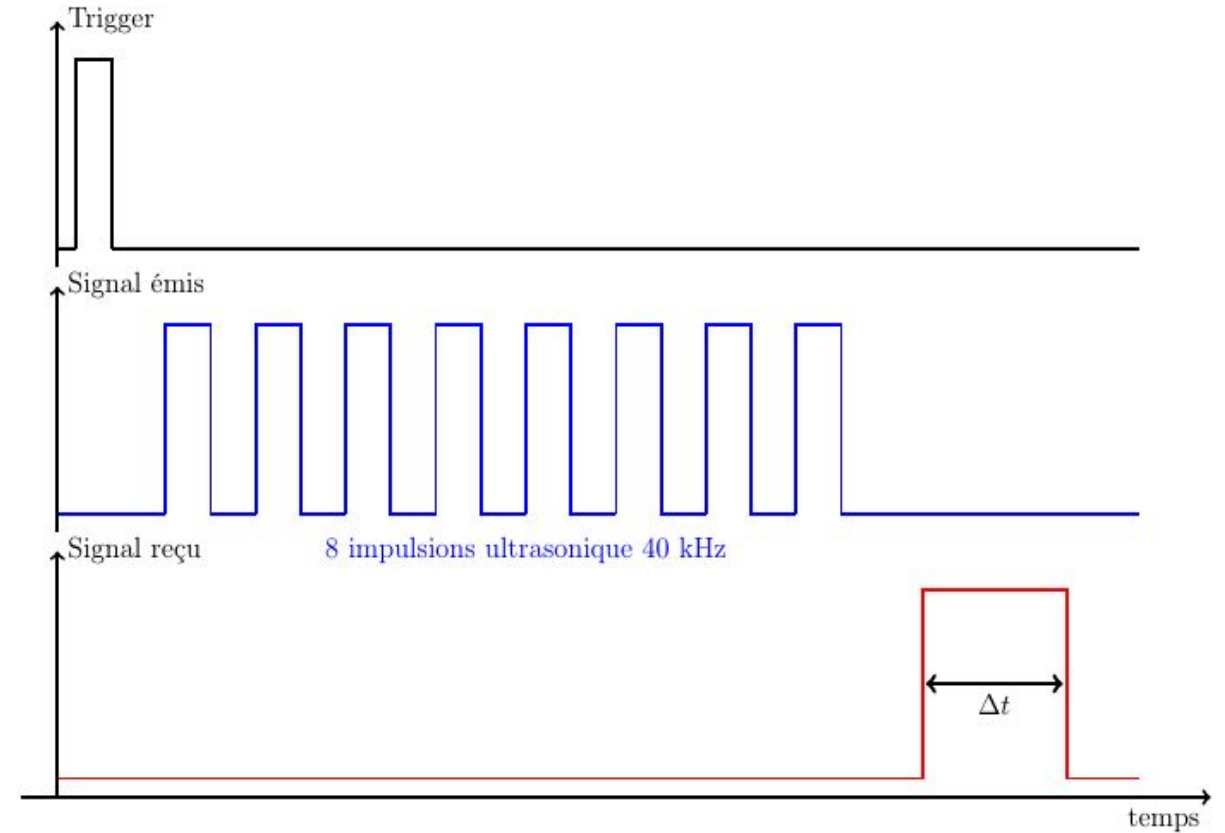 Trigger
Signal émis
Signal reçu
8 impulsions ultrasonique 40 kHz
Δt
temps